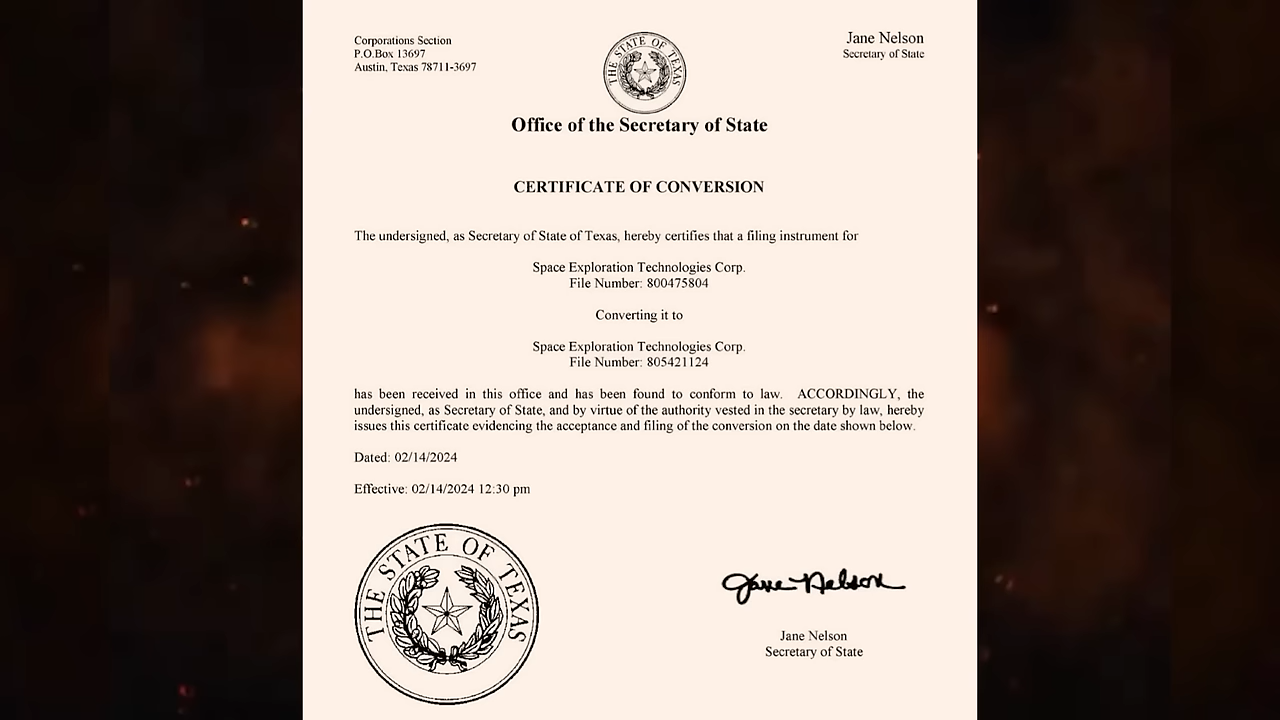 Corporations Section
P.O.Box 13697
Austin, Texas 78711-3697
THE STATE OF TEXAS
Jane Nelson
Secretary of State
Office of the Secretary of State
CERTIFICATE OF CONVERSION
The undersigned, as Secretary of State of Texas, hereby certifies that a filing instrument for
Space Exploration Technologies Corp.
File Number: 800475804
Converting it to
Space Exploration Technologies Corp.
File Number: 805421124
has been received in this office and has been found to conform to law. ACCORDINGLY, the
undersigned, as Secretary of State, and by virtue of the authority vested in the secretary by law, hereby
issues this certificate evidencing the acceptance and filing of the conversion on the date shown below.
Dated: 02/14/2024
Effective: 02/14/2024 12:30 pm
THE STATE OF TEXAS
Jane Nelson
Jane Nelson
Secretary of State